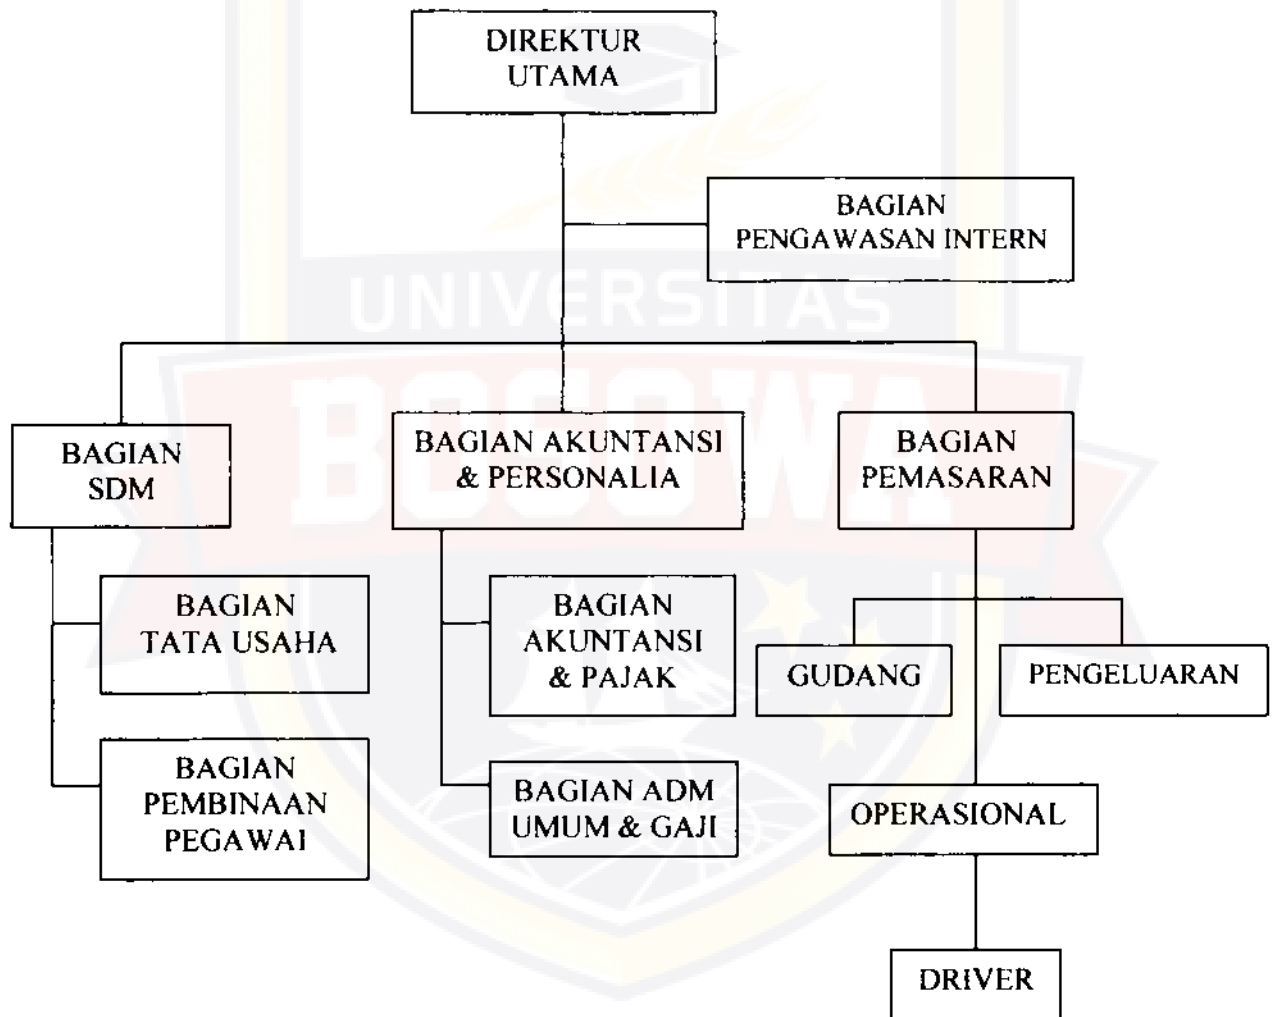 DIREKTUR
UTAMA
BAGIAN
PENGAWASAN INTERN
UNIVERSITAS
BOSOWA
BAGIAN
SDM
BAGIAN AKUNTANSI
& PERSONALIA
BAGIAN
PEMASARAN
BAGIAN
TATA USAHA
BAGIAN
AKUNTANSI
& PAJAK
GUDANG
PENGELUARAN
BAGIAN
PEMBINAAN
PEGAWAI
BAGIAN ADM
UMUM & GAJI
OPERASIONAL
DRIVER